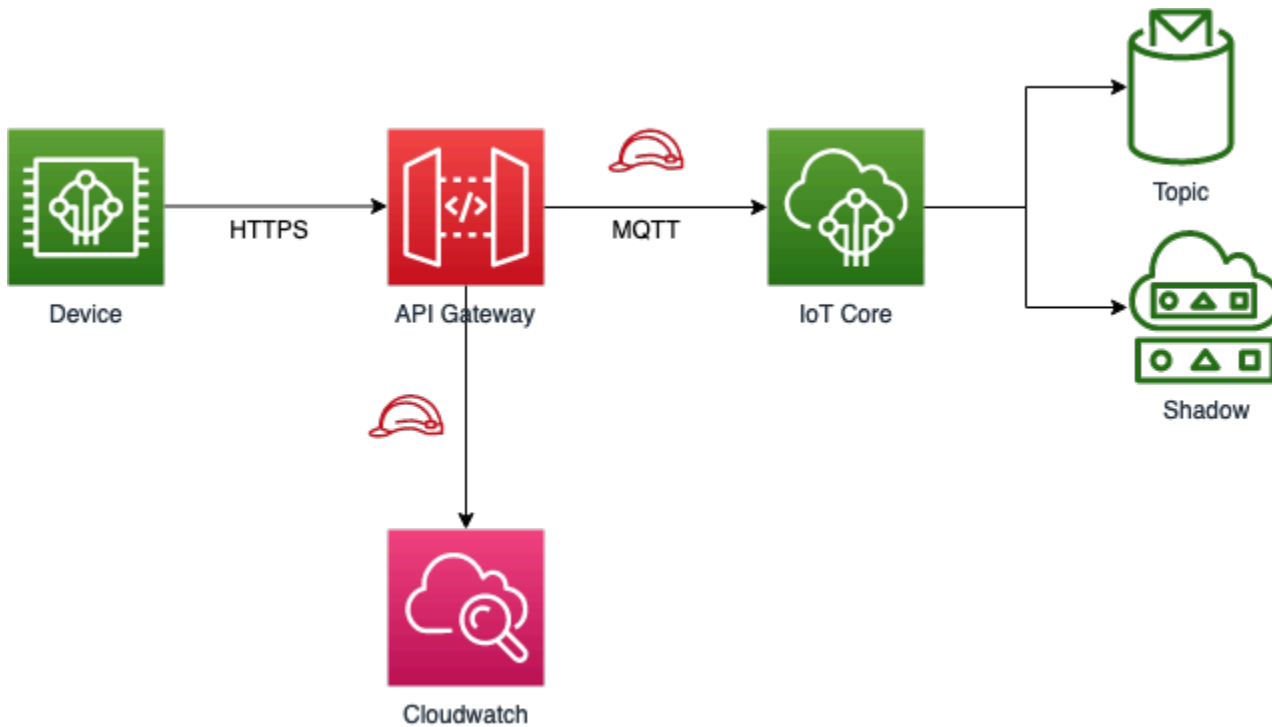 Topic
HTTPS
MQTT
Device
API Gateway
</>
IoT Core
Shadow
Cloudwatch